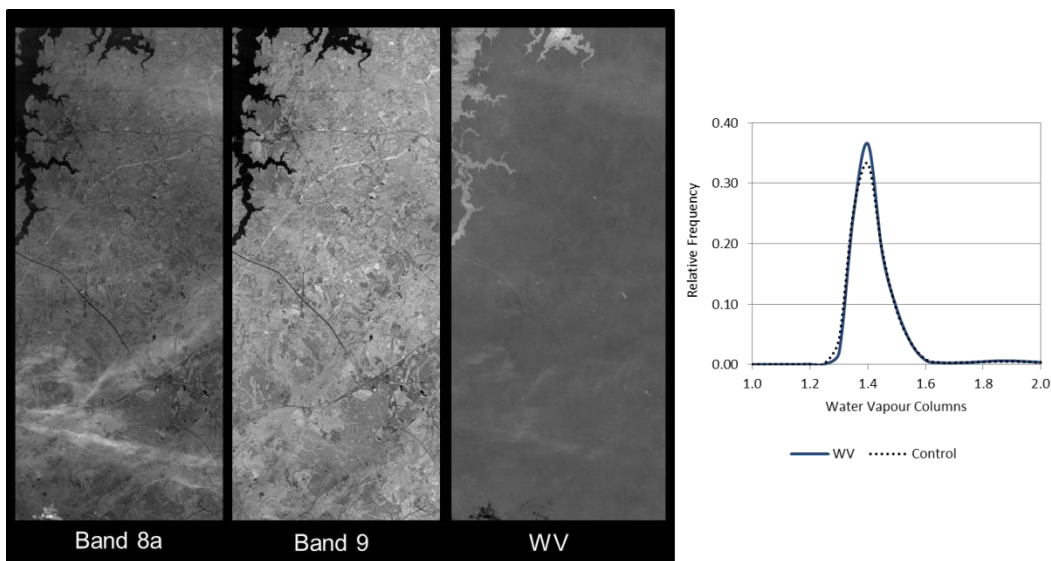 Band 8a
Band 9
WV
0.40
0.30
0.20
0.10
0.00
Relative Frequency
1.0 1.2 1.4 1.6 1.8 2.0
Water Vapour Columns
WV Control